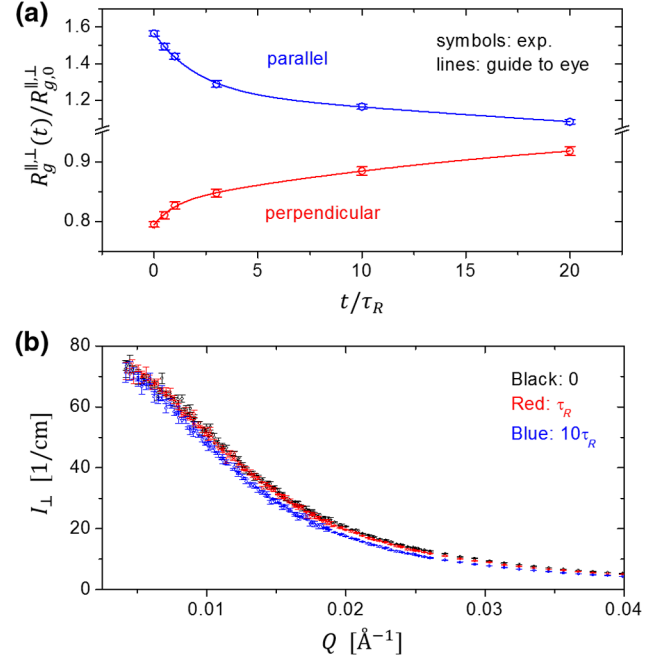 (a)
1.6
1.4
1.2
0.9
0.8
R_g^{∥,⊥}(t)/R_{g,0}^{∥,⊥}
parallel
symbols: exp.
lines: guide to eye
perpendicular
0 5 10 15 20
t/τ_R
(b)
80
60
40
20
0
I_⊥ [1/cm]
Black: 0
Red: τ_R
Blue: 10τ_R
0.01 0.02 0.03 0.04
Q [Å⁻¹]